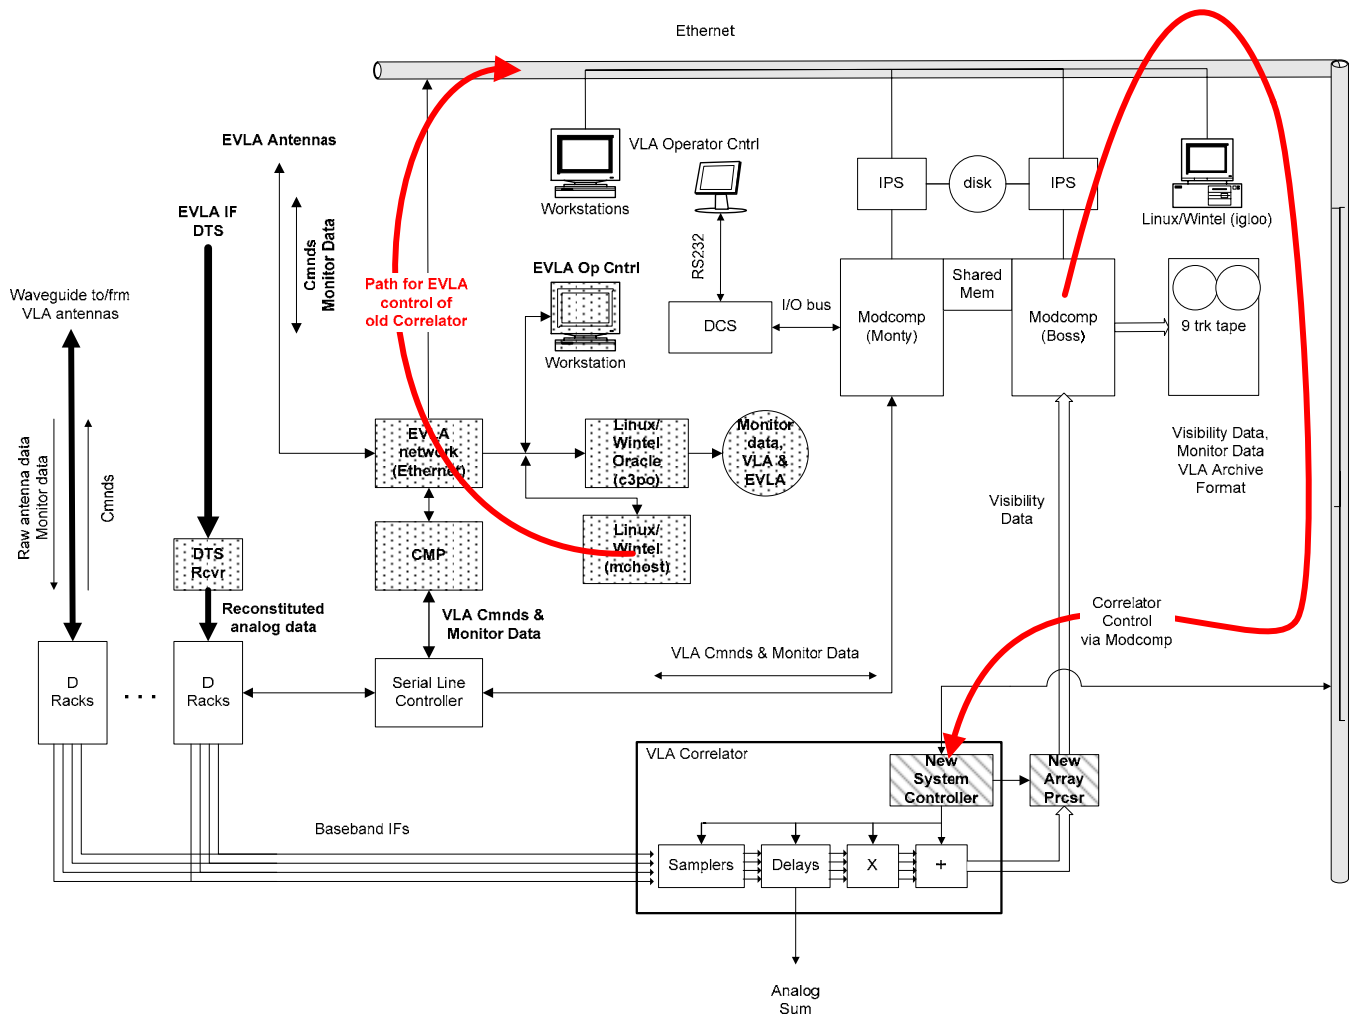 Ethernet
EVLA Antennas
VLA Operator Cntrl
IPS
disk
IPS
Workstations
Linux/Wintel (igloo)
EVLA IF
DTS
Cmnds
Monitor Data
RS232
EVLA Op Cntrl
Path for EVLA
control of
old Correlator
Shared
Mem
Waveguide to/frm
VLA antennas
I/O bus
DCS
Modcomp
(Monty)
Modcomp
(Boss)
9 trk tape
Workstation
EVLA
network
(Ethernet)
Linux/
Wintel
Oracle
(c3po)
Monitor
data,
VLA &
EVLA
Visibility Data,
Monitor Data
VLA Archive
Format
Raw antenna data
Monitor data
Cmnds
Visibility
Data
Linux/
Wintel
(mchost)
DTS
Rcvr
CMP
Reconstituted
analog data
VLA Cmnds &
Monitor Data
Correlator
Control
via Modcomp
VLA Cmnds & Monitor Data
D
Racks
. . .
D
Racks
Serial Line
Controller
VLA Correlator
New
System
Controller
New
Array
Prcsr
Baseband IFs
Samplers
Delays
X
+
Analog
Sum